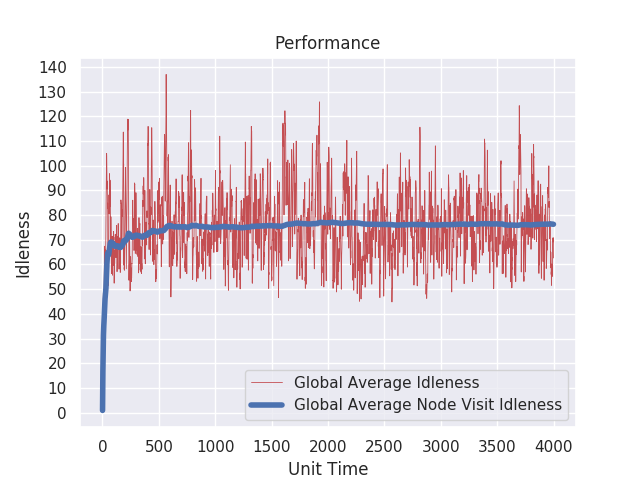 Performance
140
130
120
110
100
90
80
70
60
50
40
30
20
10
0
Idleness
Global Average Idleness
Global Average Node Visit Idleness
0 500 1000 1500 2000 2500 3000 3500 4000
Unit Time